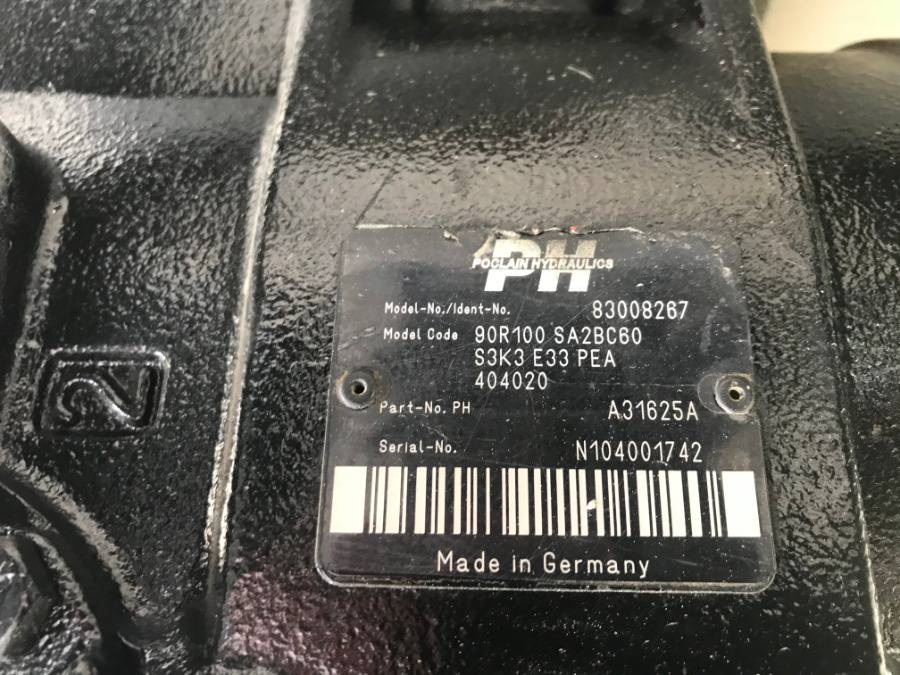 PH
POCLAIN HYDRAULICS
Model-No./Ident-No. 83008267
Model Code 90R100 SA2BC60
S3K3 E33 PEA
404020
Part-No. PH A31625A
Serial-No. N104001742
Made in Germany
2